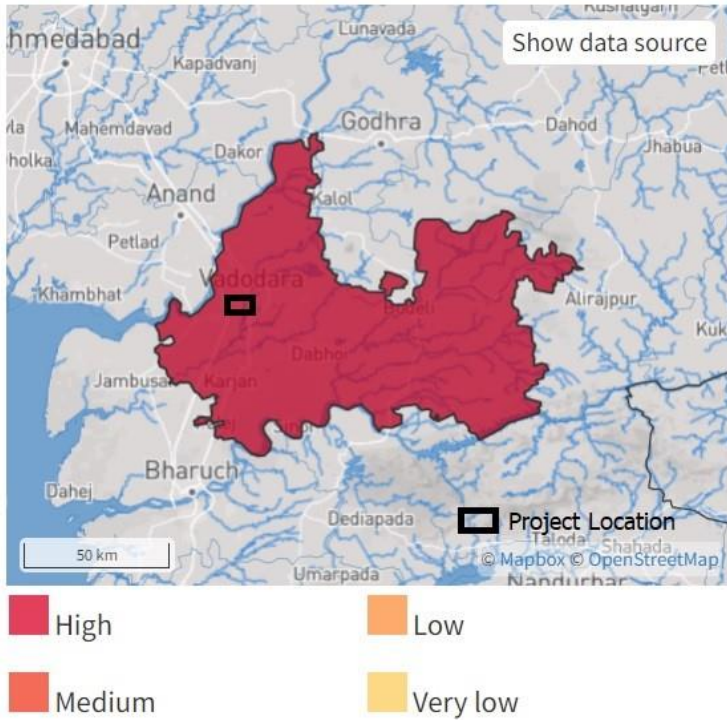 Kushalgarh
Lunavada
hmedabad
Show data source
Kapadvanj
Petl
Godhra
Mahemdavad
Dahod
Jhabua
Dakor
holka
Anand
Kalol
Petlad
Vadodara
Khambhat
Alirajpur
Bodeli
Kuk
Dabhoi
Jambusa
Karjan
Sino
Bharuch
Dahej
Dediapada
Project Location
Taloda
Shahada
50 km
Umarpada
© Mapbox © OpenStreetMap
Nandurbar
High
Low
Medium
Very low